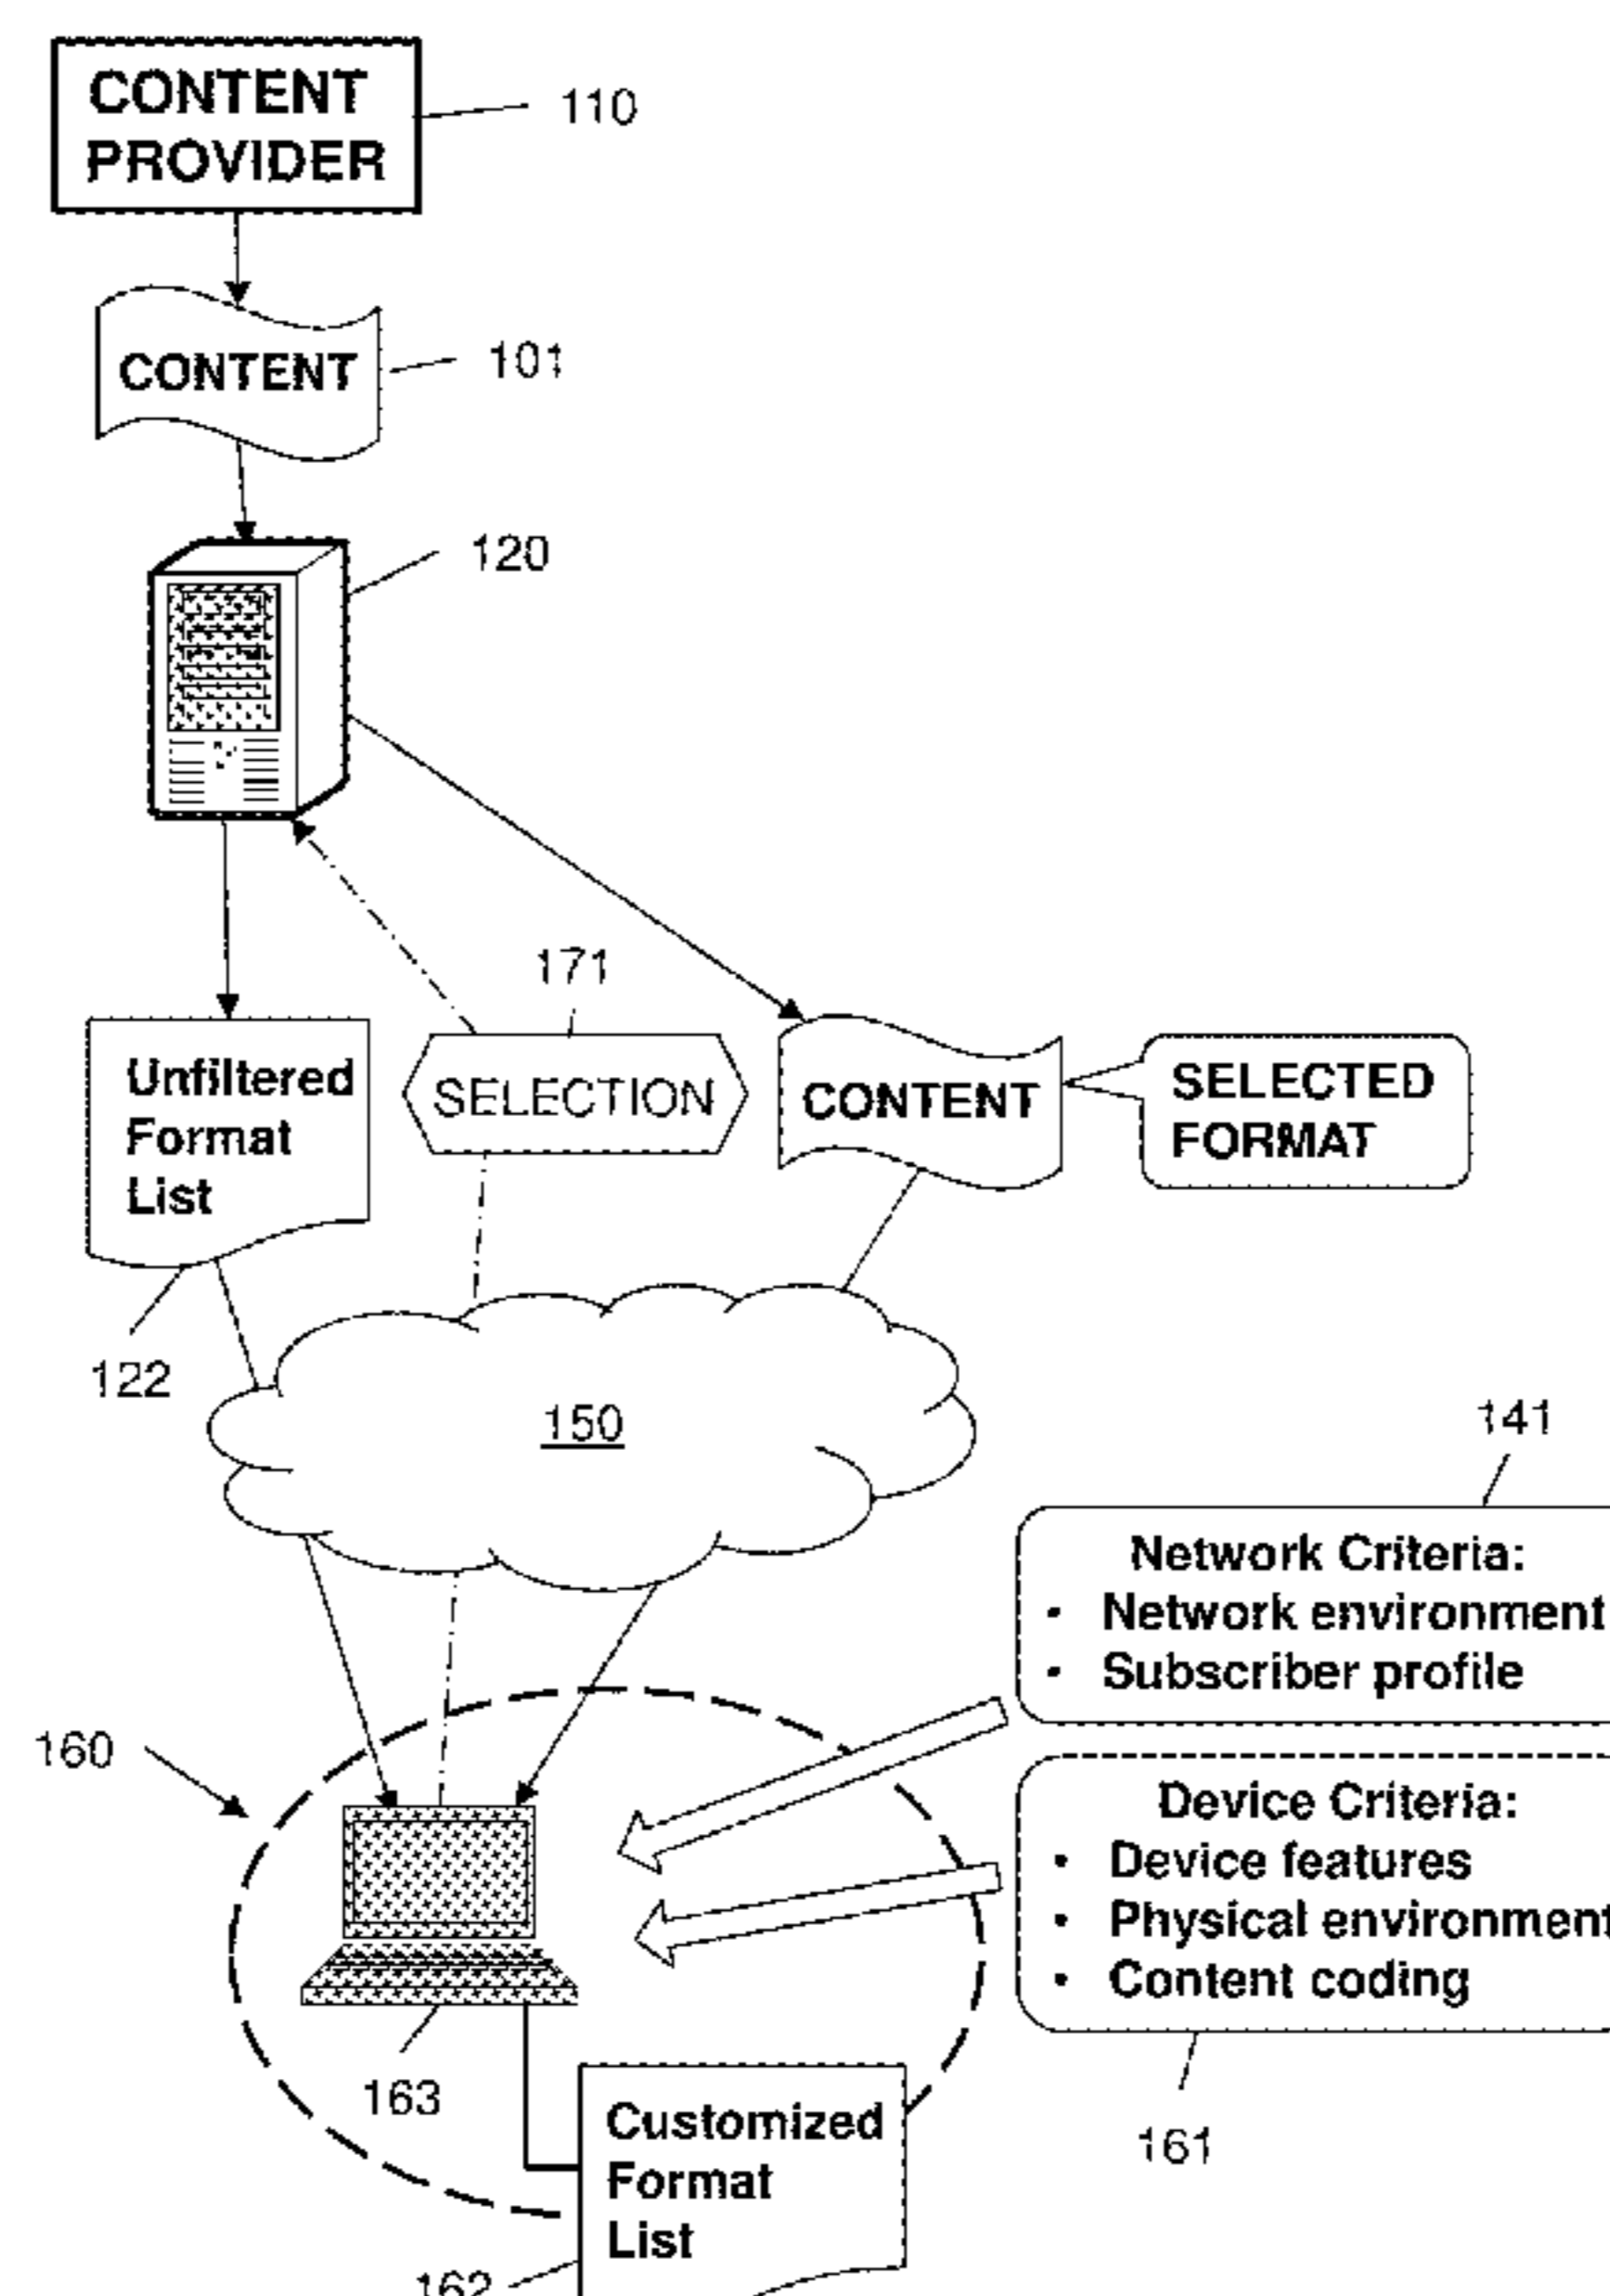 CONTENT
PROVIDER
110
CONTENT
101
120
171
Unfiltered
Format
List
SELECTION
CONTENT
SELECTED
FORMAT
122
150
141
Network Criteria:
• Network environment
• Subscriber profile
160
Device Criteria:
• Device features
• Physical environment
• Content coding
163
161
Customized
Format
List
162